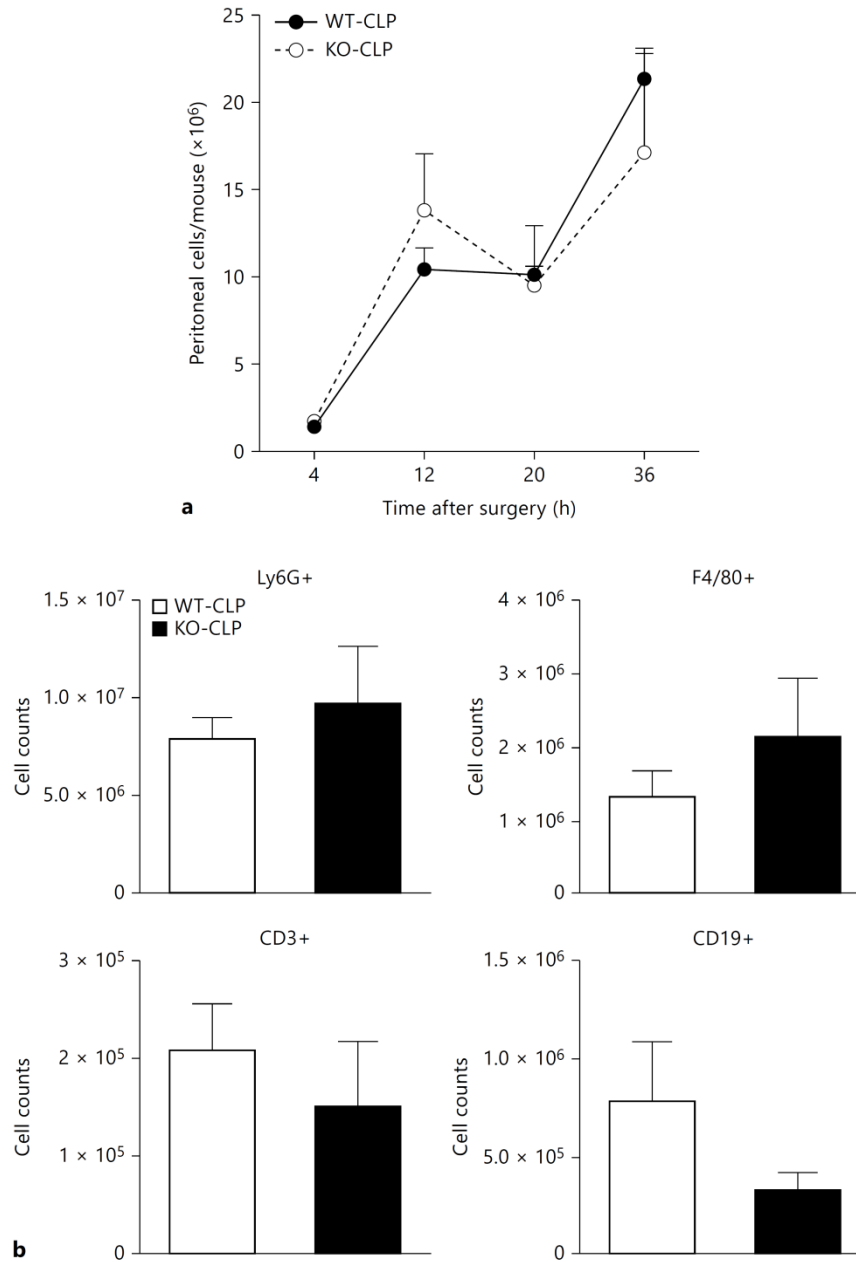 WT-CLP
KO-CLP
25
20
15
10
5
0
Peritoneal cells/mouse (×10⁶)
4 12 20 36
a Time after surgery (h)
Ly6G+
WT-CLP
KO-CLP
1.5 × 10⁷
1.0 × 10⁷
5.0 × 10⁶
0
Cell counts
F4/80+
4 × 10⁶
3 × 10⁶
2 × 10⁶
1 × 10⁶
0
Cell counts
CD3+
3 × 10⁵
2 × 10⁵
1 × 10⁵
0
Cell counts
CD19+
1.5 × 10⁶
1.0 × 10⁶
5.0 × 10⁵
0
Cell counts
b